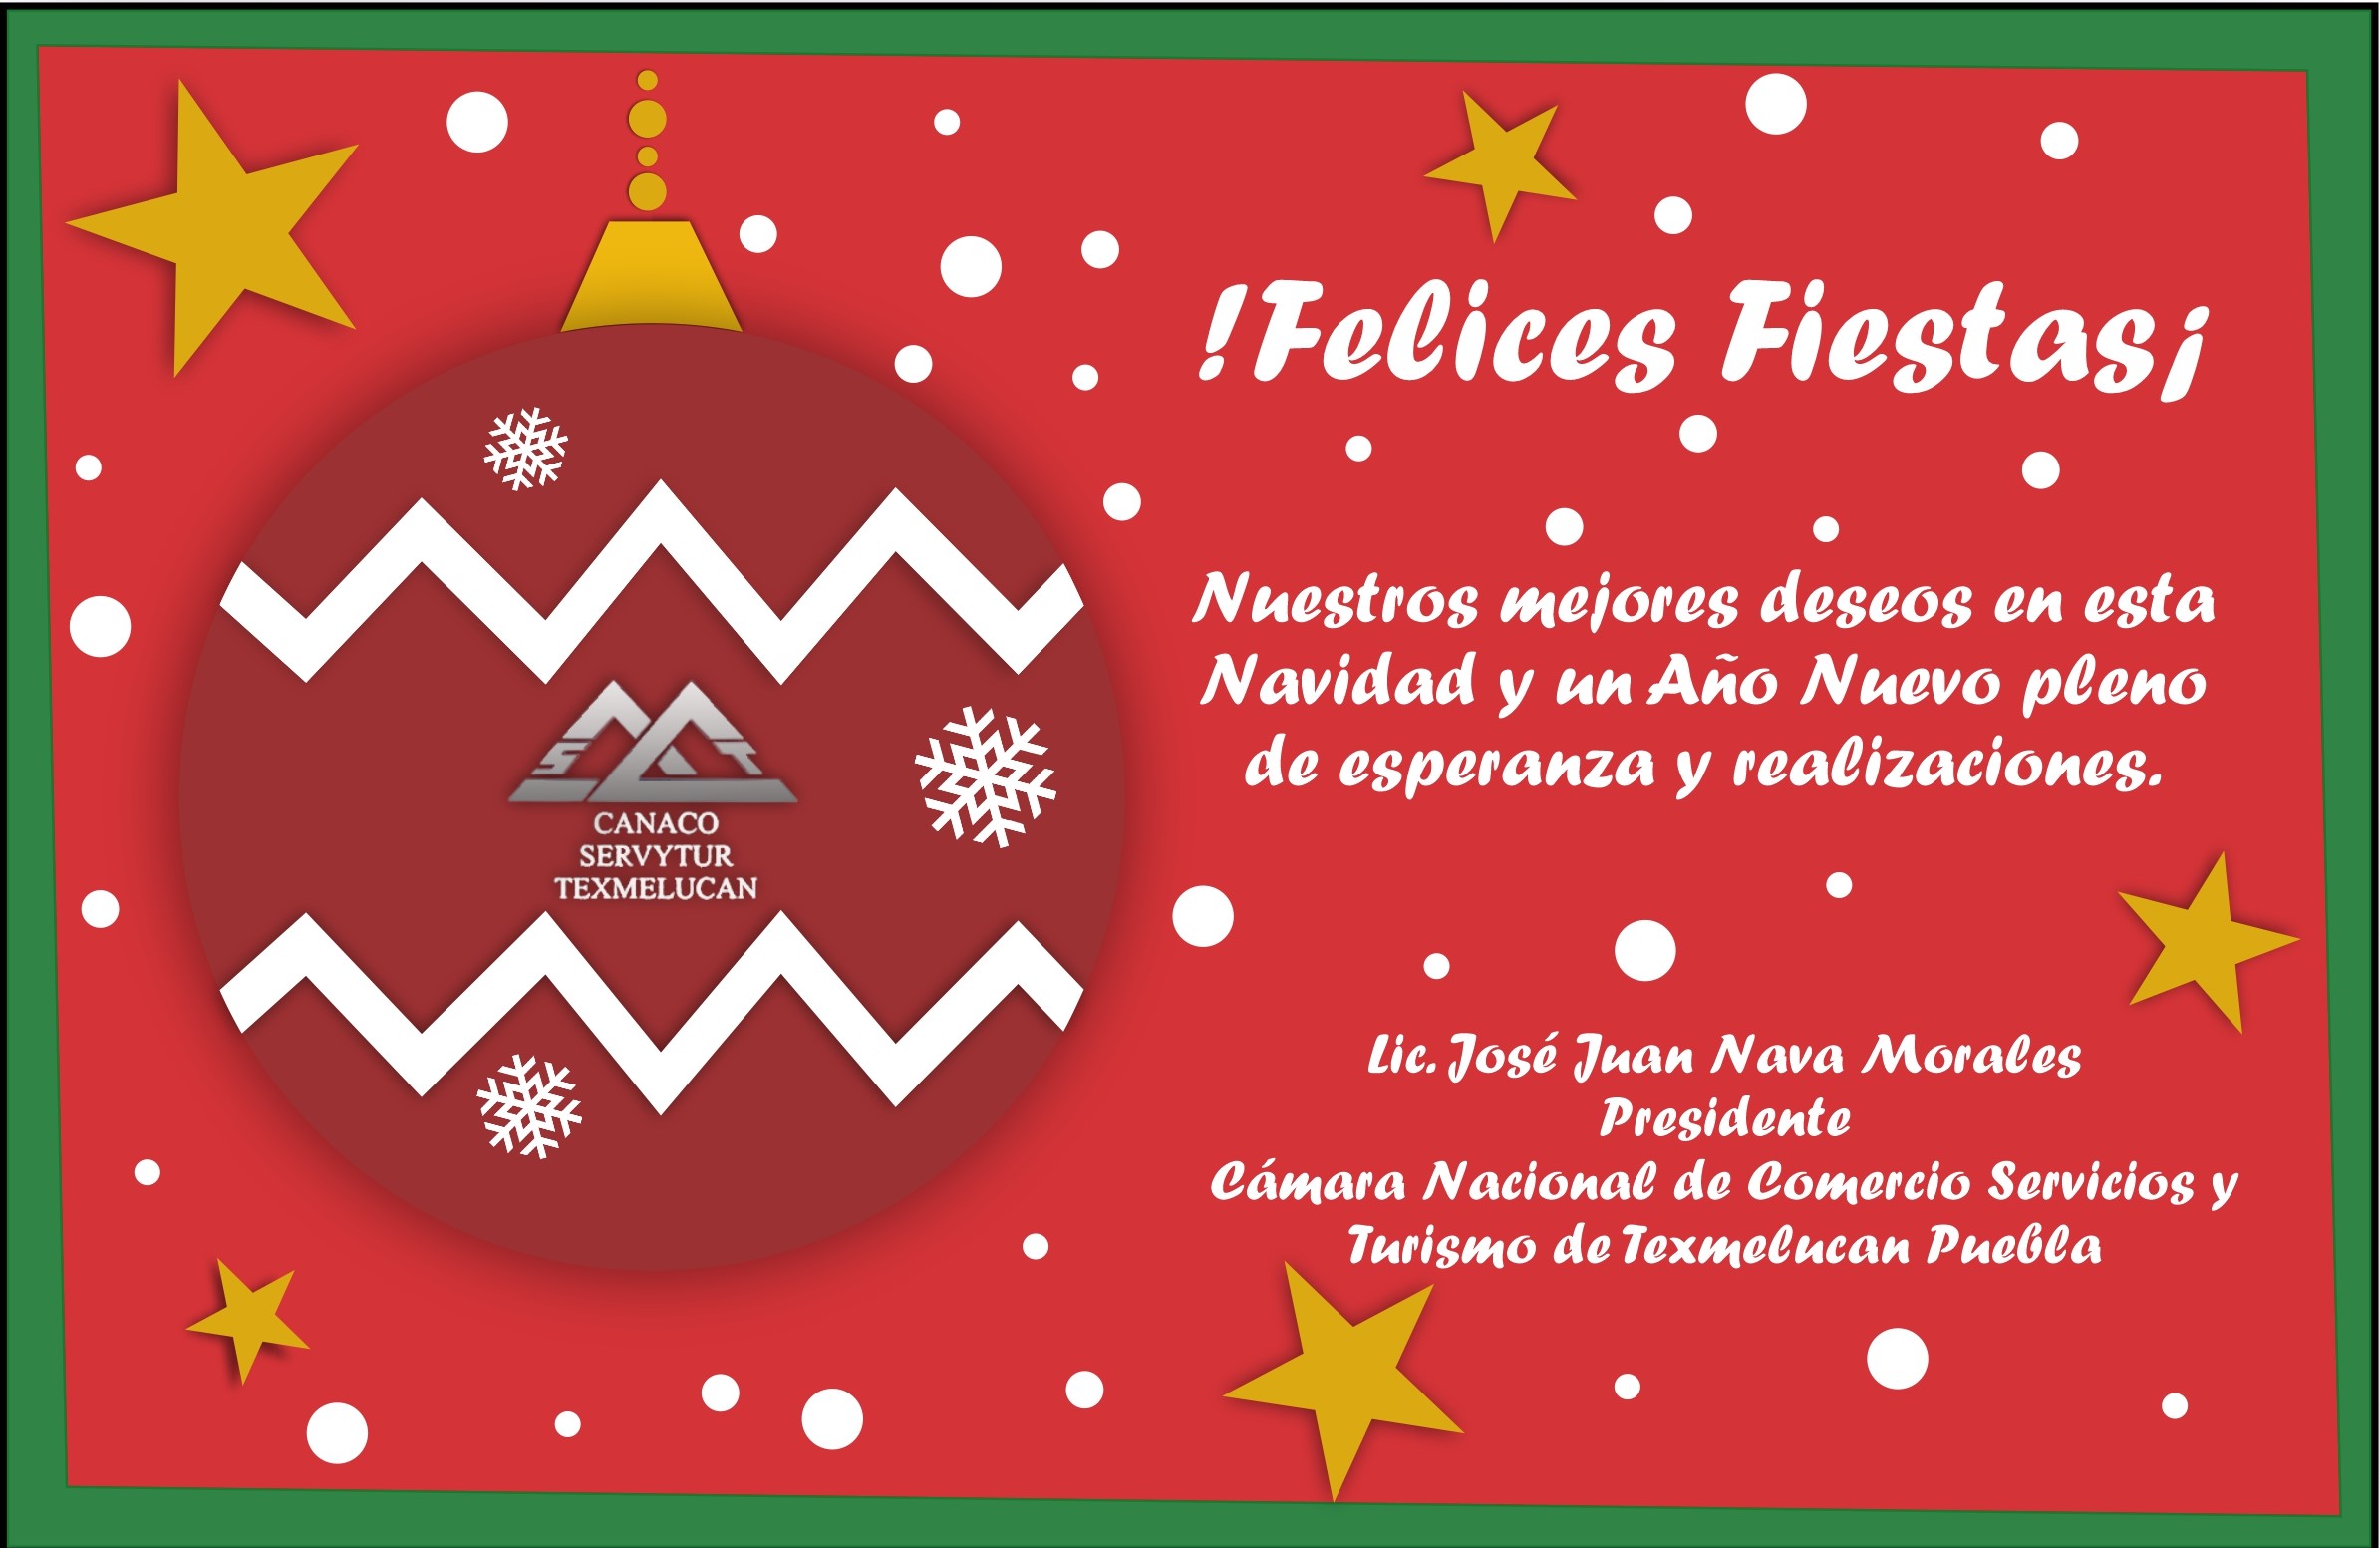 !Felices Fiestas¡
Nuestros mejores deseos en esta
Navidad y un Año Nuevo pleno
de esperanza y realizaciones.
CANACO
SERVYTUR
TEXMELUCAN
Lic. José Juan Nava Morales
Presidente
Cámara Nacional de Comercio Servicios y
Turismo de Texmelucan Puebla